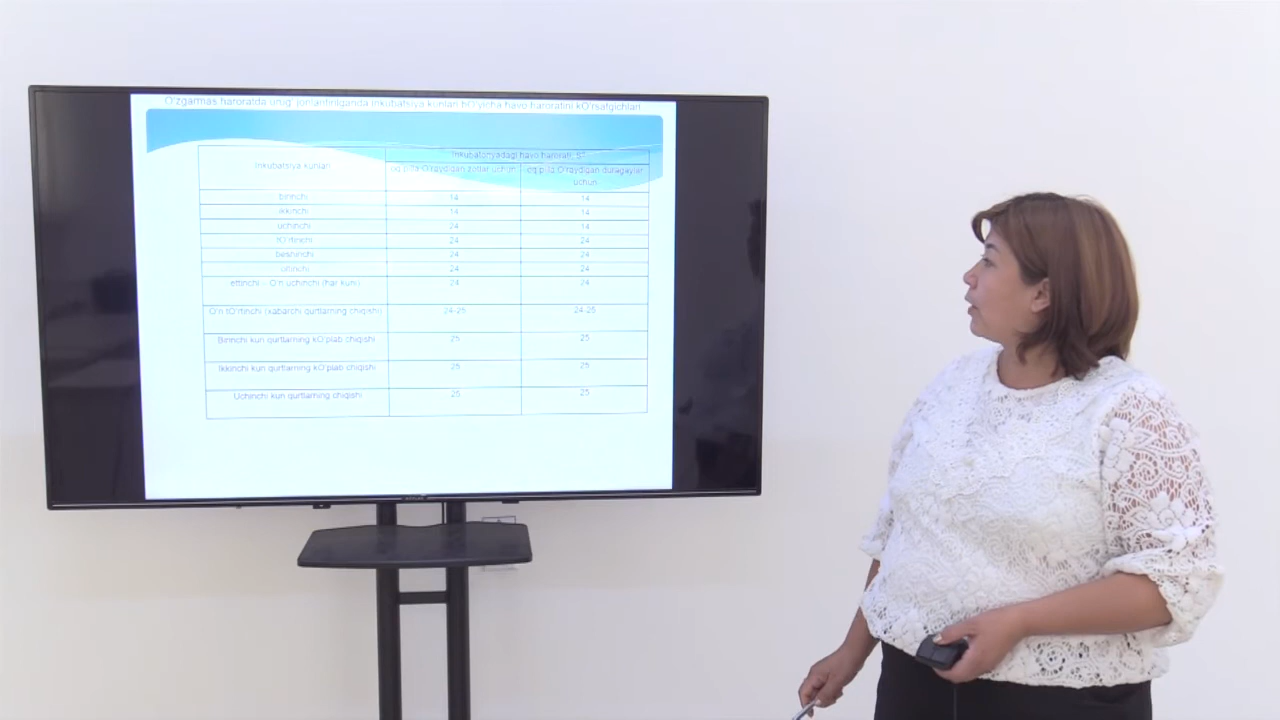 O'zgarmas haroratda urug' jonlantirilganda inkubatsiya kunlari bO'yicha havo haroratini kO'rsatgichlari
Inkubatsiya kunlari
Inkubatoriyadagi havo harorati, S°
oq pilla O'raydigan zotlar uchun
oq pilla O'raydigan duragaylar
uchun
birinchi 14 14
ikkinchi 14 14
uchinchi 24 14
tO'rtinchi 24 24
beshinchi 24 24
oltinchi 24 24
ettinchi – O'n uchinchi (har kuni) 24 24
O'n tO'rtinchi (xabarchi qurtlarning chiqishi) 24-25 24-25
Birinchi kun qurtlarning kO'plab chiqishi 25 25
Ikkinchi kun qurtlarning kO'plab chiqishi 25 25
Uchinchi kun qurtlarning chiqishi 25 25